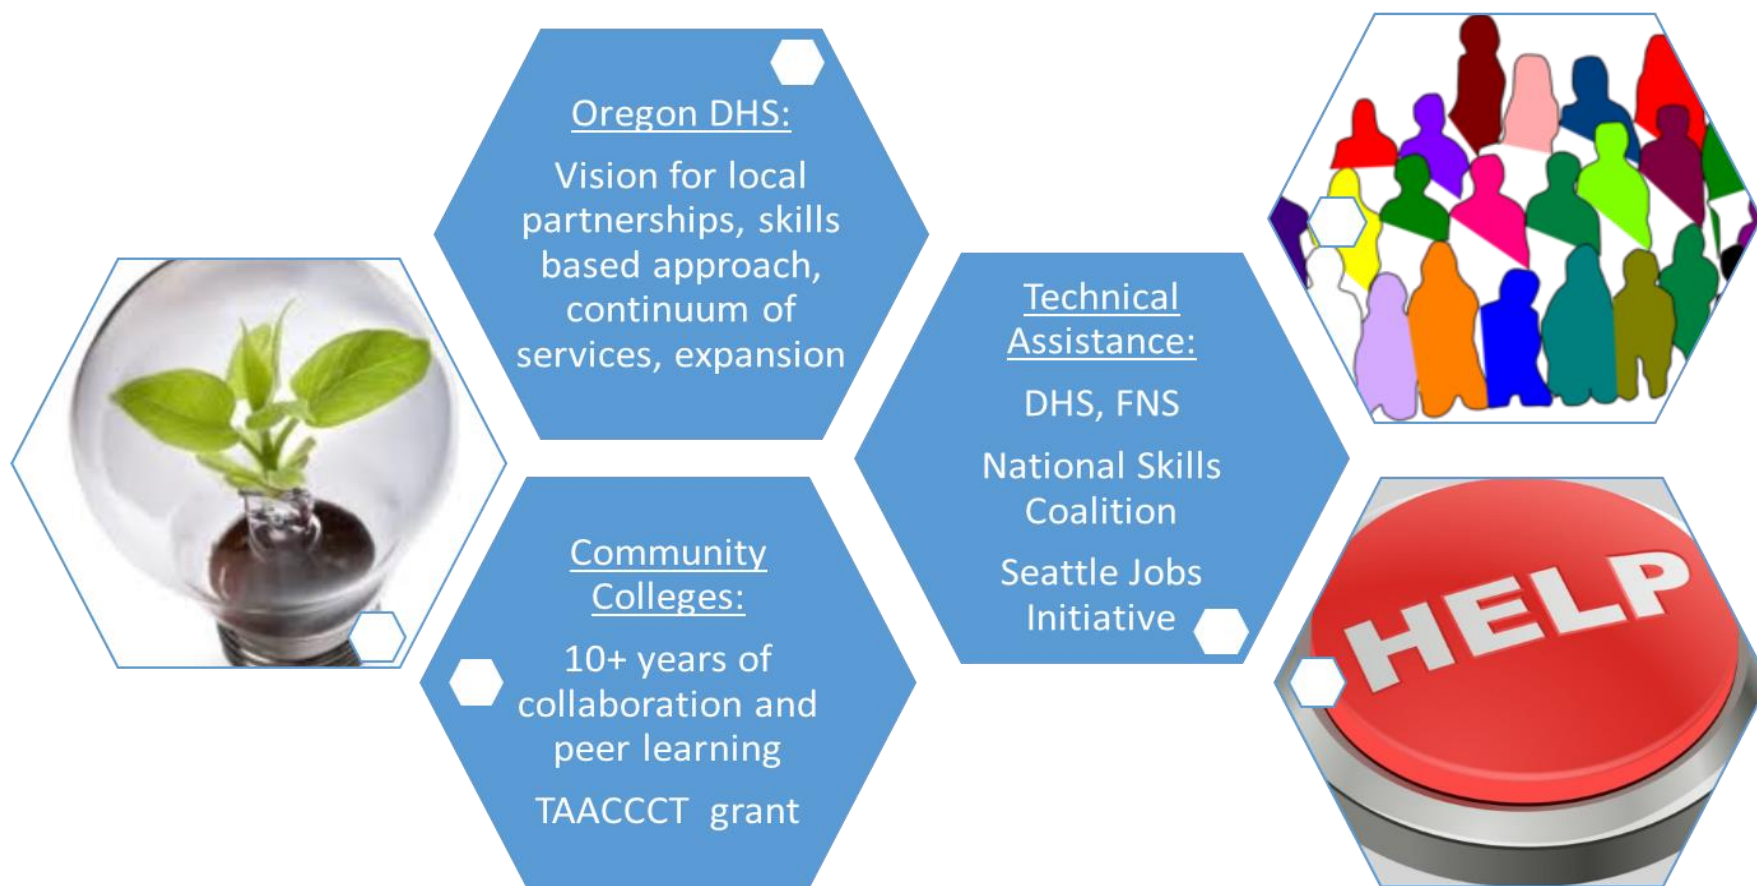 Oregon DHS:
Vision for local
partnerships, skills
based approach,
continuum of
services, expansion
Community
Colleges:
10+ years of
collaboration and
peer learning
TAACCCT grant
Technical
Assistance:
DHS, FNS
National Skills
Coalition
Seattle Jobs
Initiative
HELP